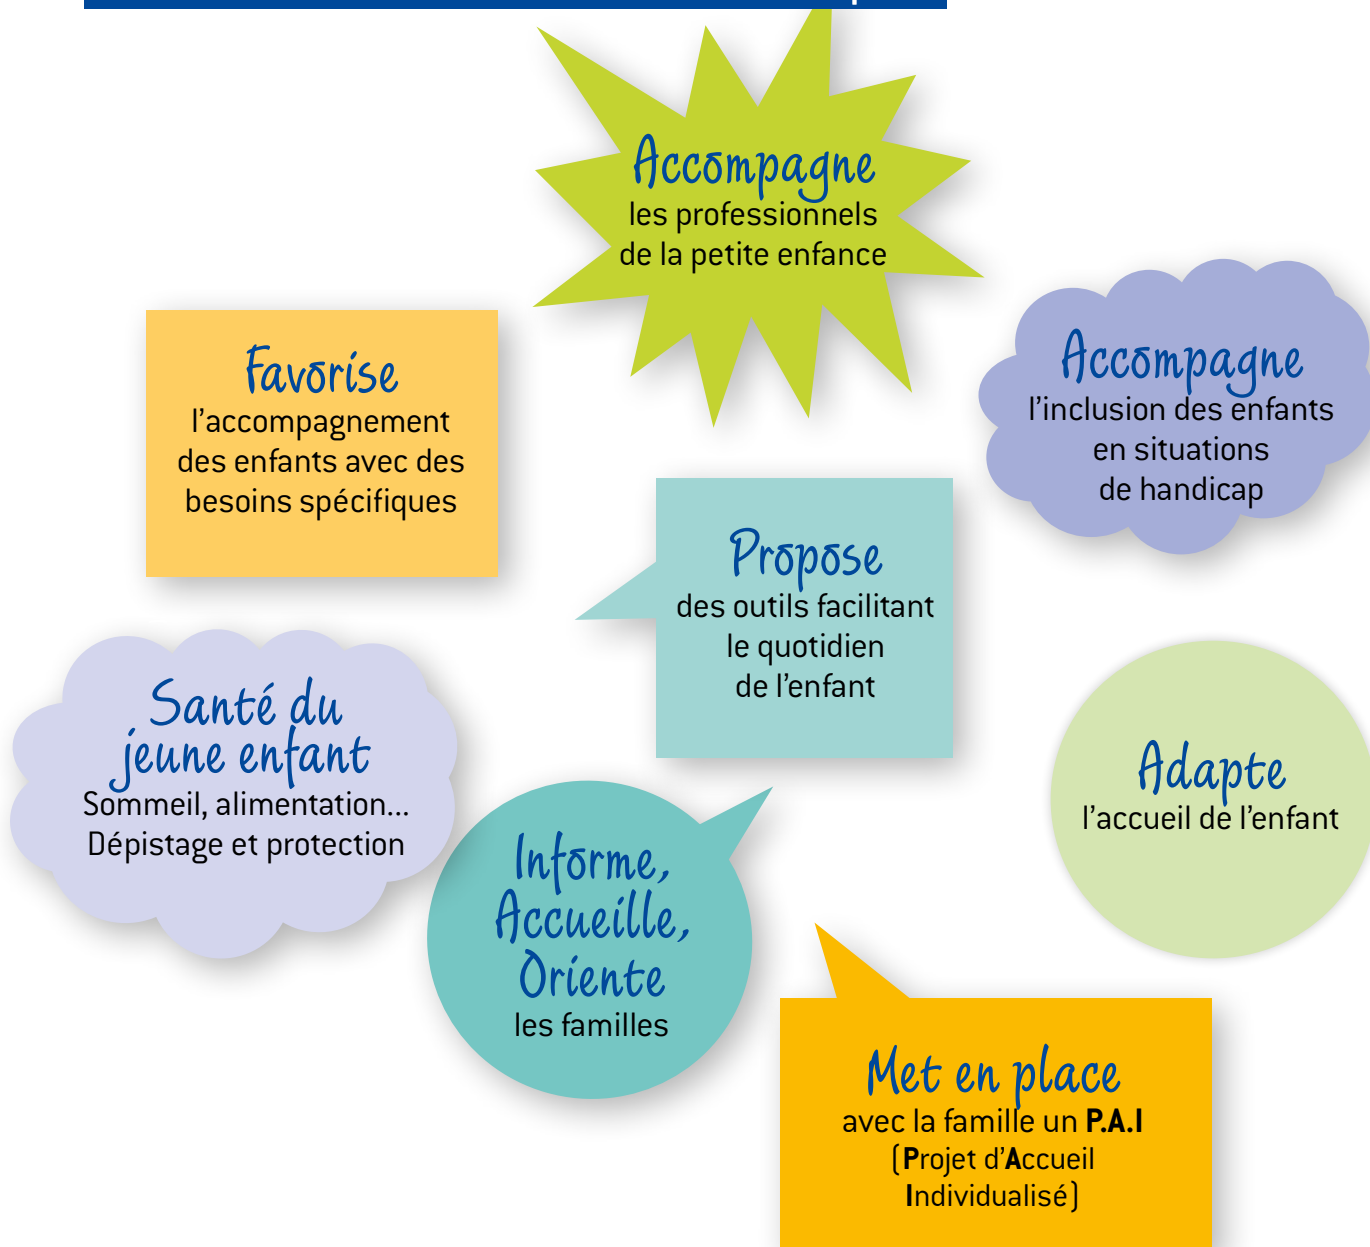 Accompagne
les professionnels
de la petite enfance
Favorise
l'accompagnement
des enfants avec des
besoins spécifiques
Accompagne
l'inclusion des enfants
en situations
de handicap
Propose
des outils facilitant
le quotidien
de l'enfant
Santé du
jeune enfant
Sommeil, alimentation...
Dépistage et protection
Adapte
l'accueil de l'enfant
Informe,
Accueille,
Oriente
les familles
Met en place
avec la famille un P.A.I
(Projet d'Accueil
Individualisé)